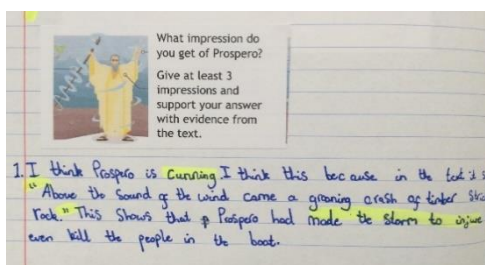 What impression do
you get of Prospero?
Give at least 3
impressions and
support your answer
with evidence from
the text.
1. I think Prospero is cunning I think this because in the text it
"Above the sound of the wind came a groaning crash of timber
rock." This shows that Prospero had made the storm to injure
even kill the people in the boat.